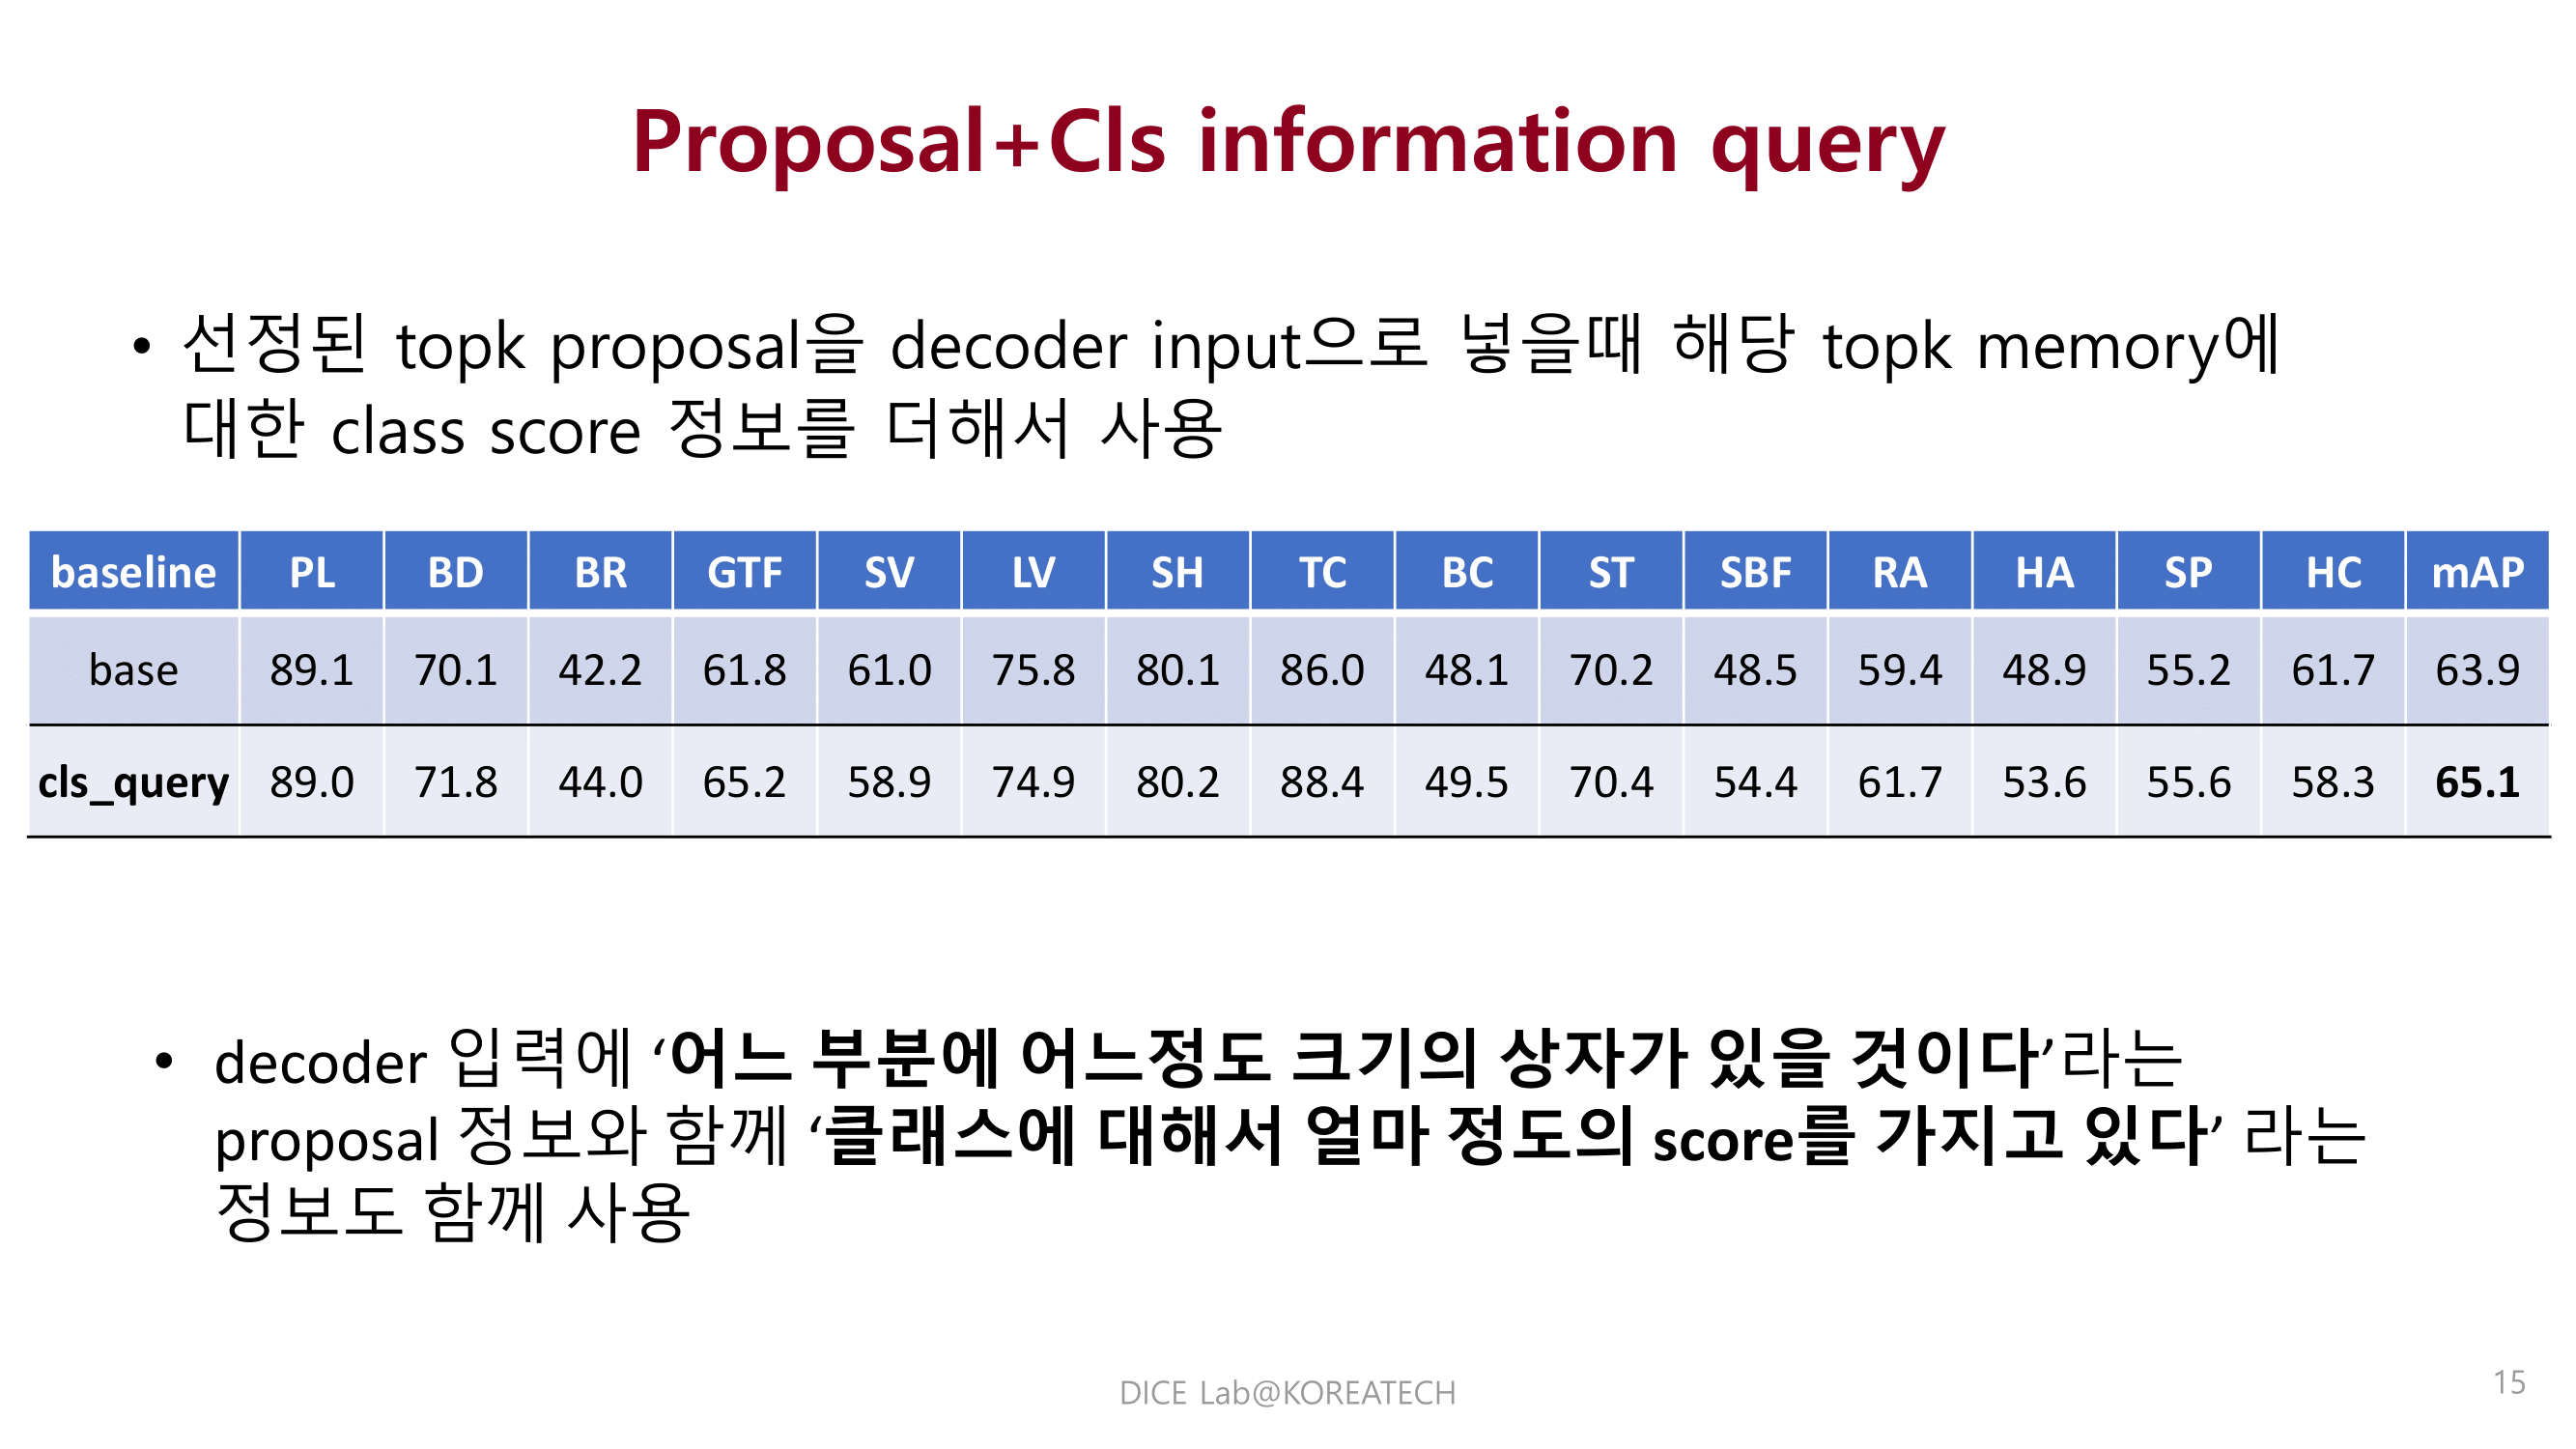 Proposal+Cls information query
• 선정된 topk proposal을 decoder input으로 넣을때 해당 topk memory에
대한 class score 정보를 더해서 사용
baseline PL BD BR GTF SV LV SH TC BC ST SBF RA HA SP HC mAP
base 89.1 70.1 42.2 61.8 61.0 75.8 80.1 86.0 48.1 70.2 48.5 59.4 48.9 55.2 61.7 63.9
cls_query 89.0 71.8 44.0 65.2 58.9 74.9 80.2 88.4 49.5 70.4 54.4 61.7 53.6 55.6 58.3 65.1
• decoder 입력에 ‘어느 부분에 어느정도 크기의 상자가 있을 것이다’라는
proposal 정보와 함께 ‘클래스에 대해서 얼마 정도의 score를 가지고 있다’ 라는
정보도 함께 사용
DICE Lab@KOREATECH
15